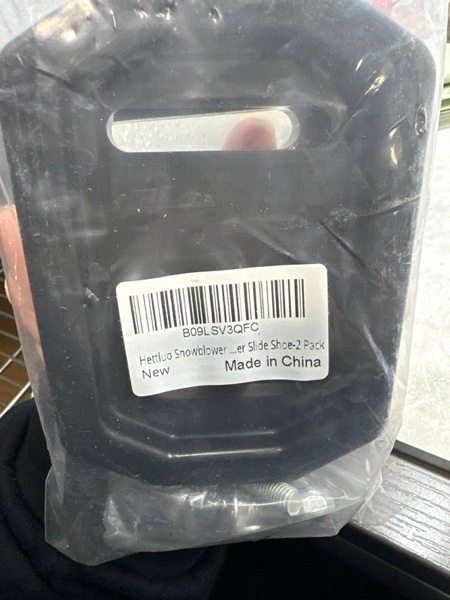 B09LSV3QFC
Hettluo Snowblower ...er Slide Shoe-2 Pack
New
Made in China